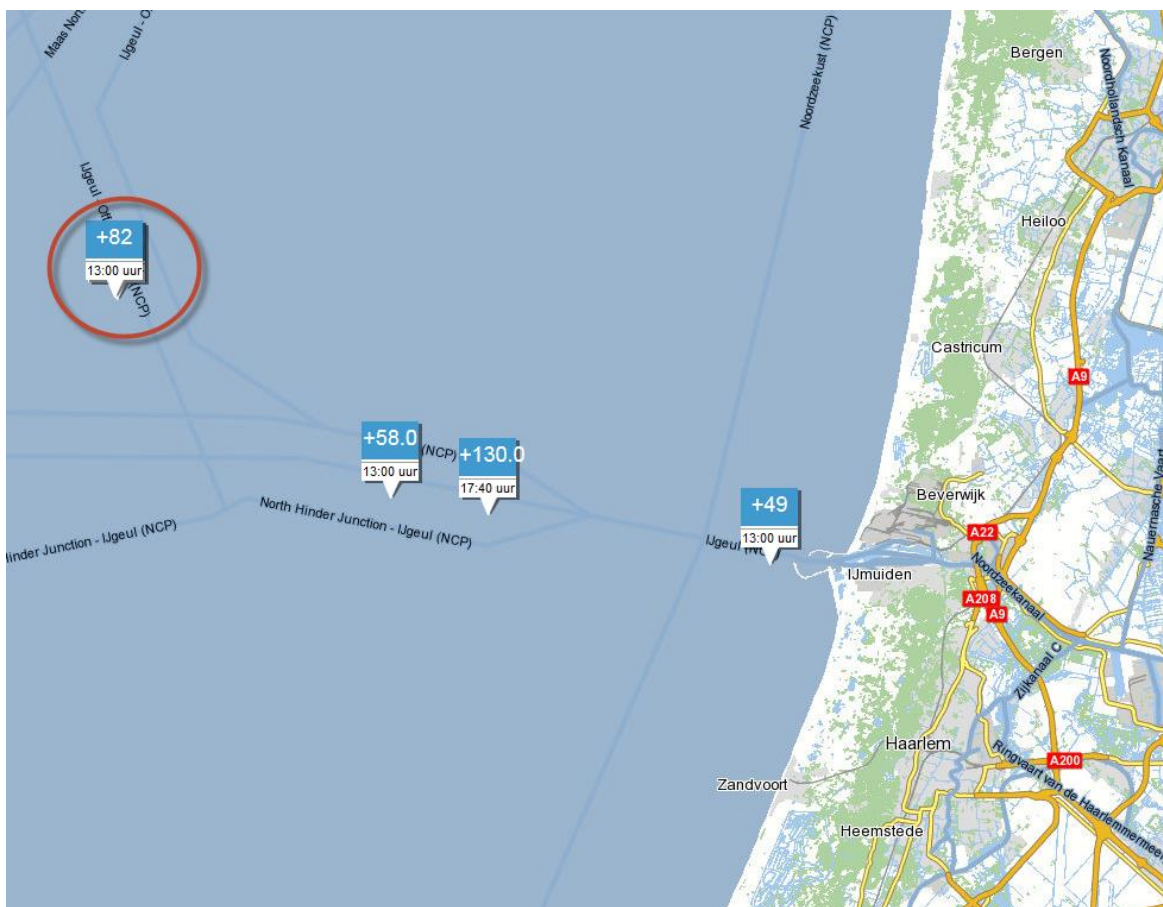 Maas Nort
IJgeul - O
Noordzeekust (NCP)
Bergen
Noordhollandsch Kanaal
IJgeul - Off
(NCP)
+82
13:00 uur
Heiloo
Castricum
A9
+58.0
13:00 uur
(NCP)
+130.0
17:40 uur
+49
13:00 uur
Beverwijk
Nauernasche Vaart
North Hinder Junction - IJgeul (NCP)
Hinder Junction - IJgeul (NCP)
IJgeul (NC
A22
IJmuiden
Noordzeekanaal
A208
A9
Zijkanaal C
Haarlem
Ringvaart van de Haarlemmermeer
A200
Zandvoort
Heemstede